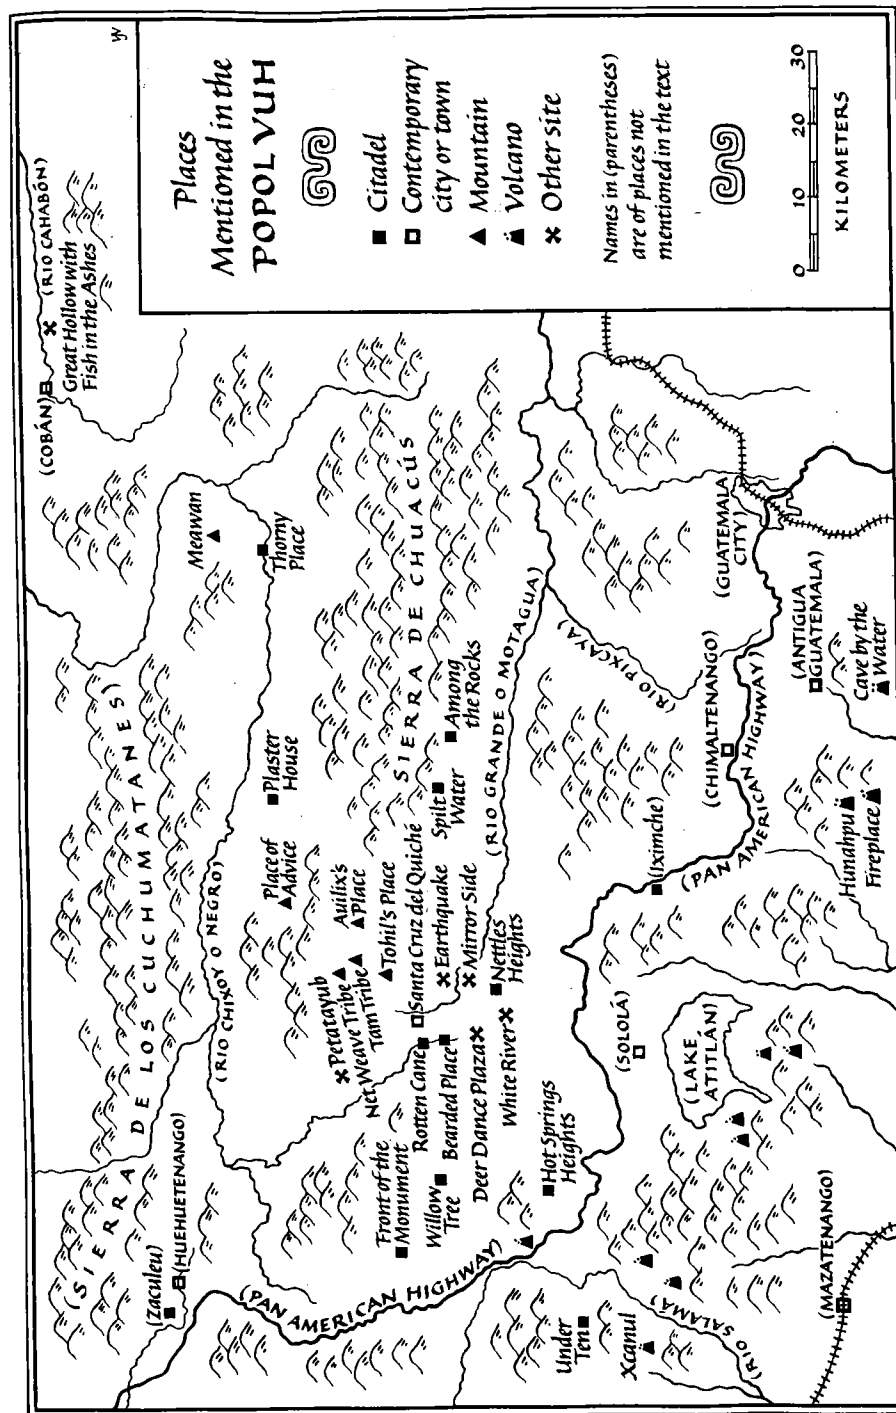 Places
Mentioned in the
POPOL VUH
Citadel
Contemporary
city or town
Mountain
Volcano
Other site
Names in (parentheses)
are of places not
mentioned in the text
0 10 20 30
KILOMETERS
(SIERRA DE LOS CUCHUMATANES)
(Zaculeu)
(HUEHUETENANGO)
(COBÁN)
(RIO CAHABÓN)
Great Hollow with
Fish in the Ashes
Meawan
Thorny
Place
(RIO CHIXOY O NEGRO)
Plaster
House
Place of
Advice
Auilix's
Place
Petatayub
Net Weave Tribe
Tam Tribe
Tohil's Place
SIERRA DE CHUACÚS
Front of the
Monument
Rotten Cane
Santa Cruz del Quiché
Spilt
Water
Among
the Rocks
Willow
Tree
Bearded Place
Earthquake
Deer Dance Plaza
Mirror Side
White River
Nettles
Heights
(RIO GRANDE O MOTAGUA)
(PAN AMERICAN HIGHWAY)
Hot Springs
Heights
(RIO PIXCAYA)
Under
Ten
Xcanul
(RIO SALAMA)
(SOLOLÁ)
(LAKE
ATITLÁN)
(Iximche)
(PAN AMERICAN HIGHWAY)
(CHIMALTENANGO)
(GUATEMALA
CITY)
(ANTIGUA
GUATEMALA)
Cave by the
Water
Hunahpu
Fireplace
(MAZATENANGO)